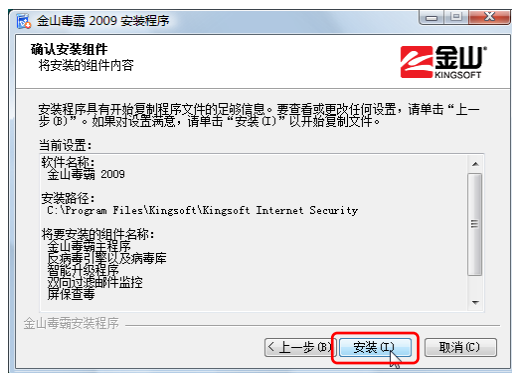 金山毒霸 2009 安装程序
确认安装组件
将安装的组件内容
金山
KINGSOFT
安装程序具有开始复制程序文件的足够信息。要查看或更改任何设置，请单击“上一
步(B)”。如果对设置满意，请单击“安装(I)”以开始复制文件。
当前设置：
软件名称：
金山毒霸 2009
安装路径：
C:\Program Files\Kingsoft\Kingsoft Internet Security
将要安装的组件名称：
金山毒霸主程序
反病毒引擎以及病毒库
智能升级程序
双向过滤邮件监控
屏保查毒
金山毒霸安装程序
<上一步(B) 安装(I) 取消(C)